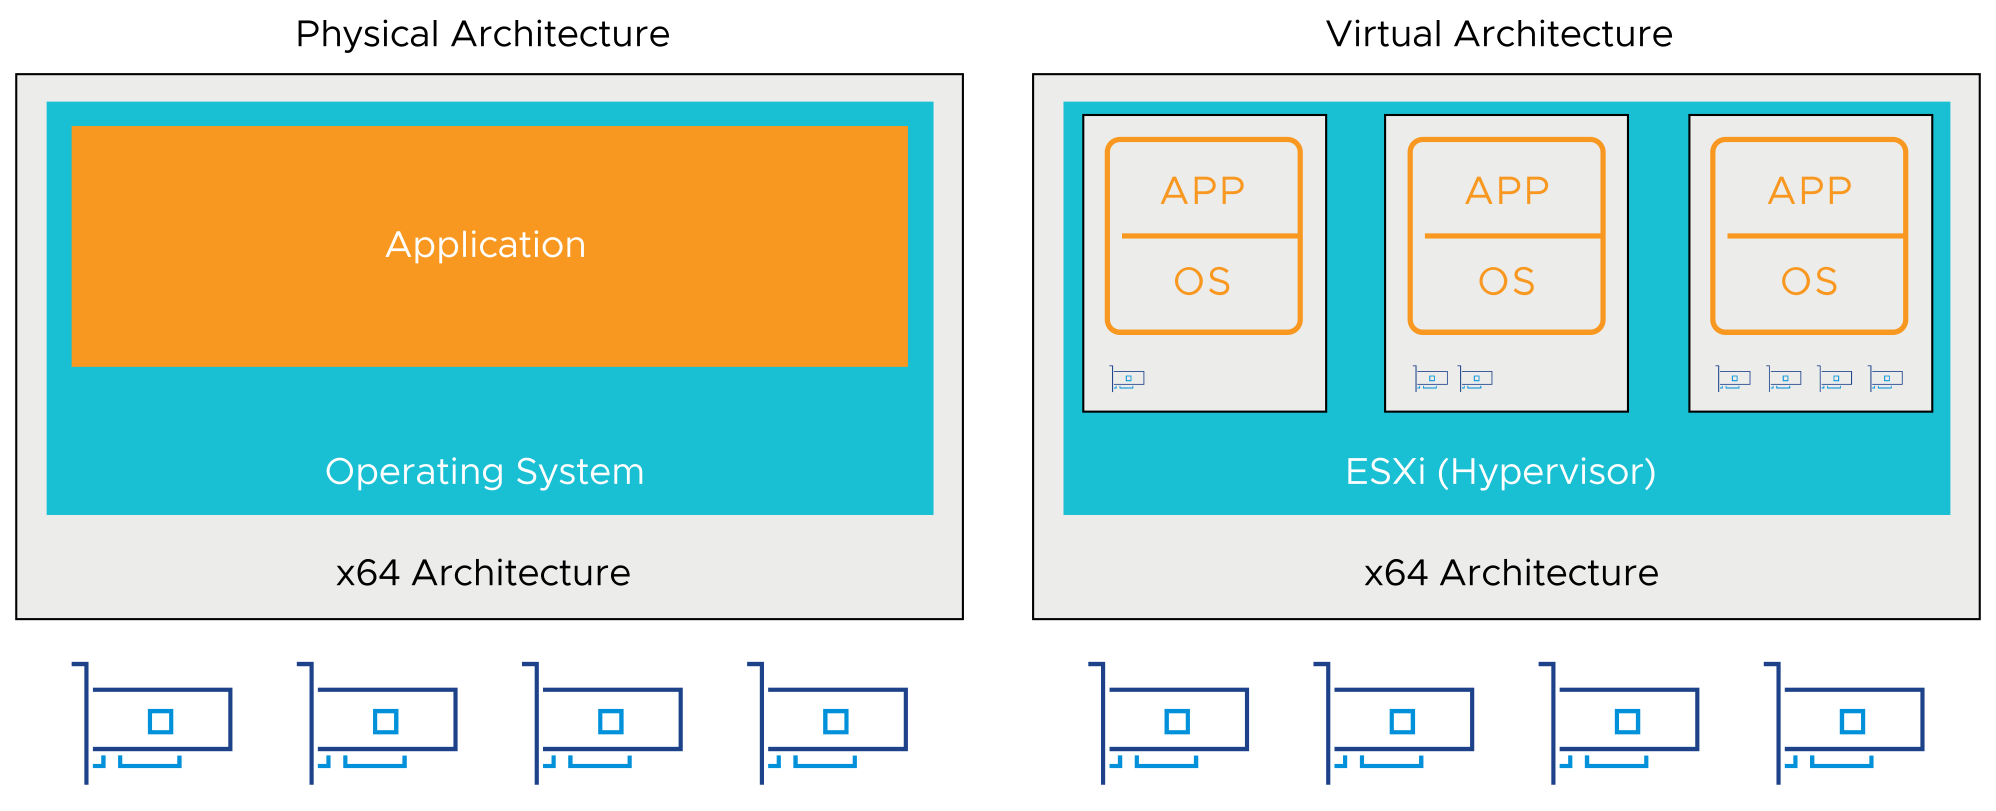 Physical Architecture
Application
Operating System
x64 Architecture
Virtual Architecture
APP
OS
APP
OS
APP
OS
ESXi (Hypervisor)
x64 Architecture